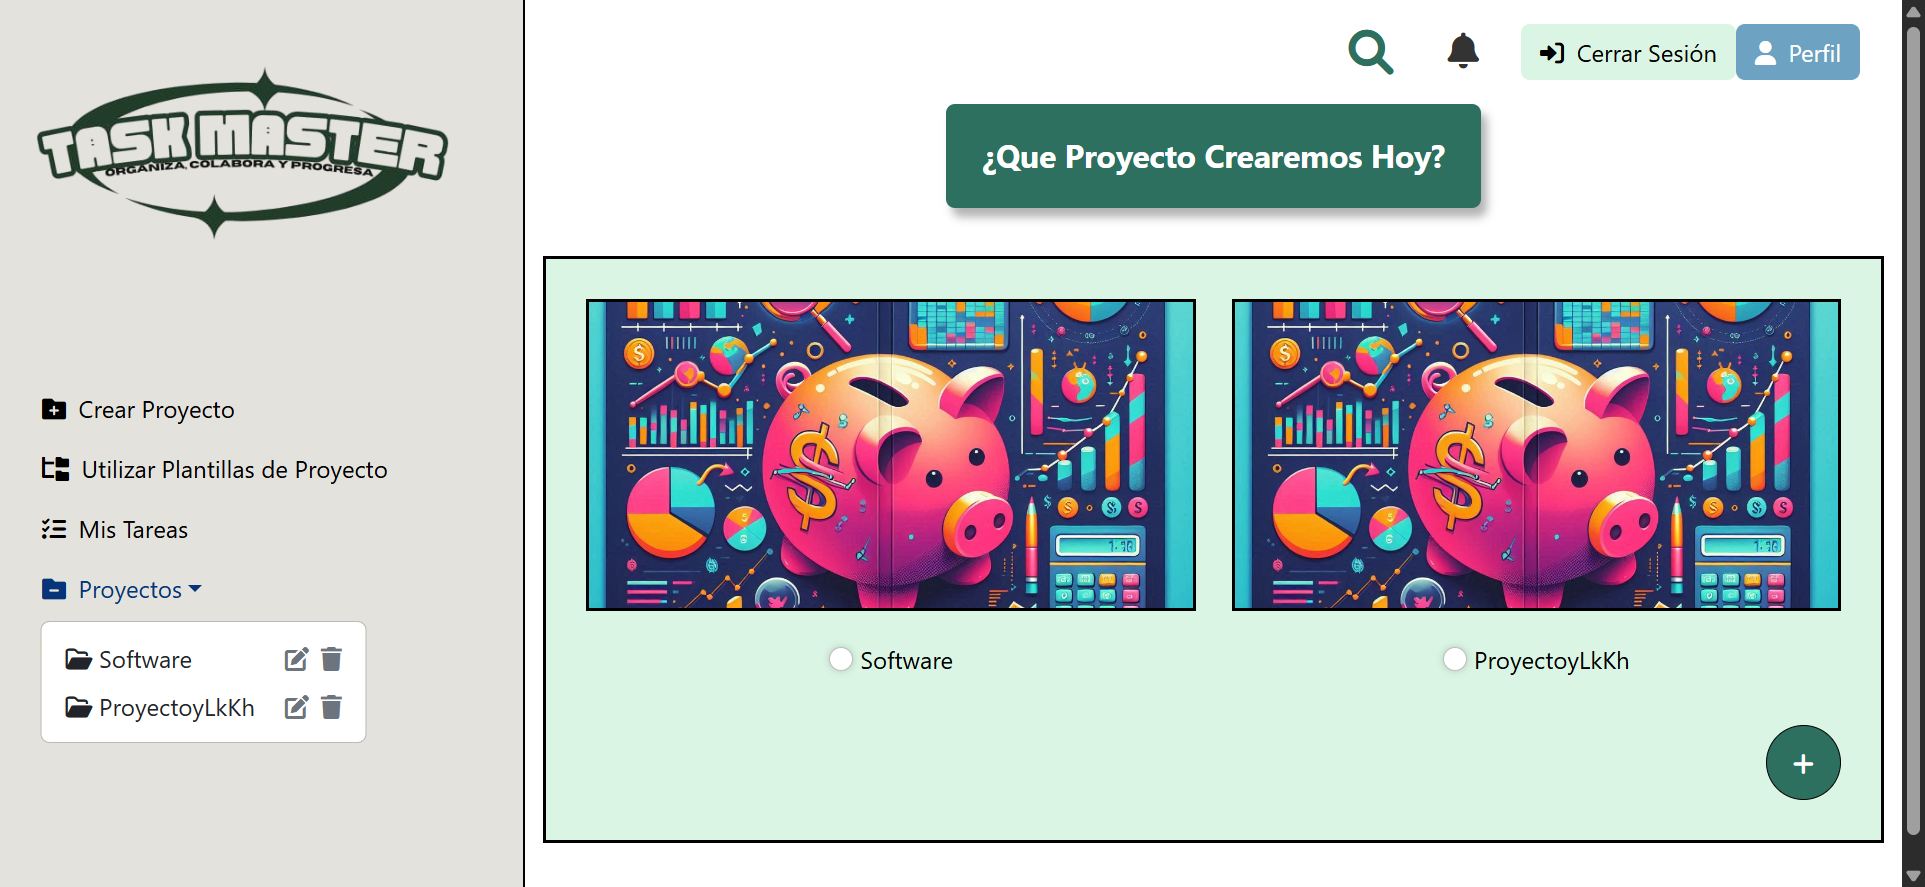 TASK MASTER
ORGANIZA, COLABORA Y PROGRESA
Crear Proyecto
Utilizar Plantillas de Proyecto
Mis Tareas
Proyectos
Software
ProyectoyLkKh
Cerrar Sesión
Perfil
¿Que Proyecto Crearemos Hoy?
Software
ProyectoyLkKh